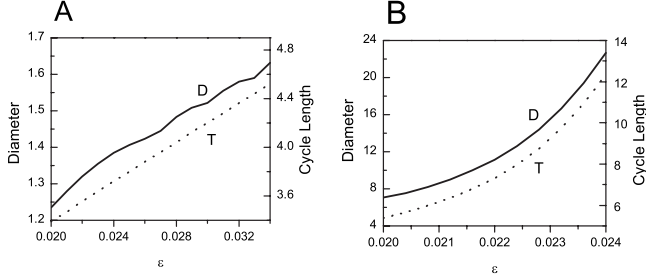 A
1.7
1.6
1.5
1.4
1.3
1.2
Diameter
D
T
4.8
4.4
4.0
3.6
Cycle Length
0.020
0.024
0.028
0.032
ε
B
24
20
16
12
8
4
Diameter
D
T
14
12
10
8
6
Cycle Length
0.020
0.021
0.022
0.023
0.024
ε